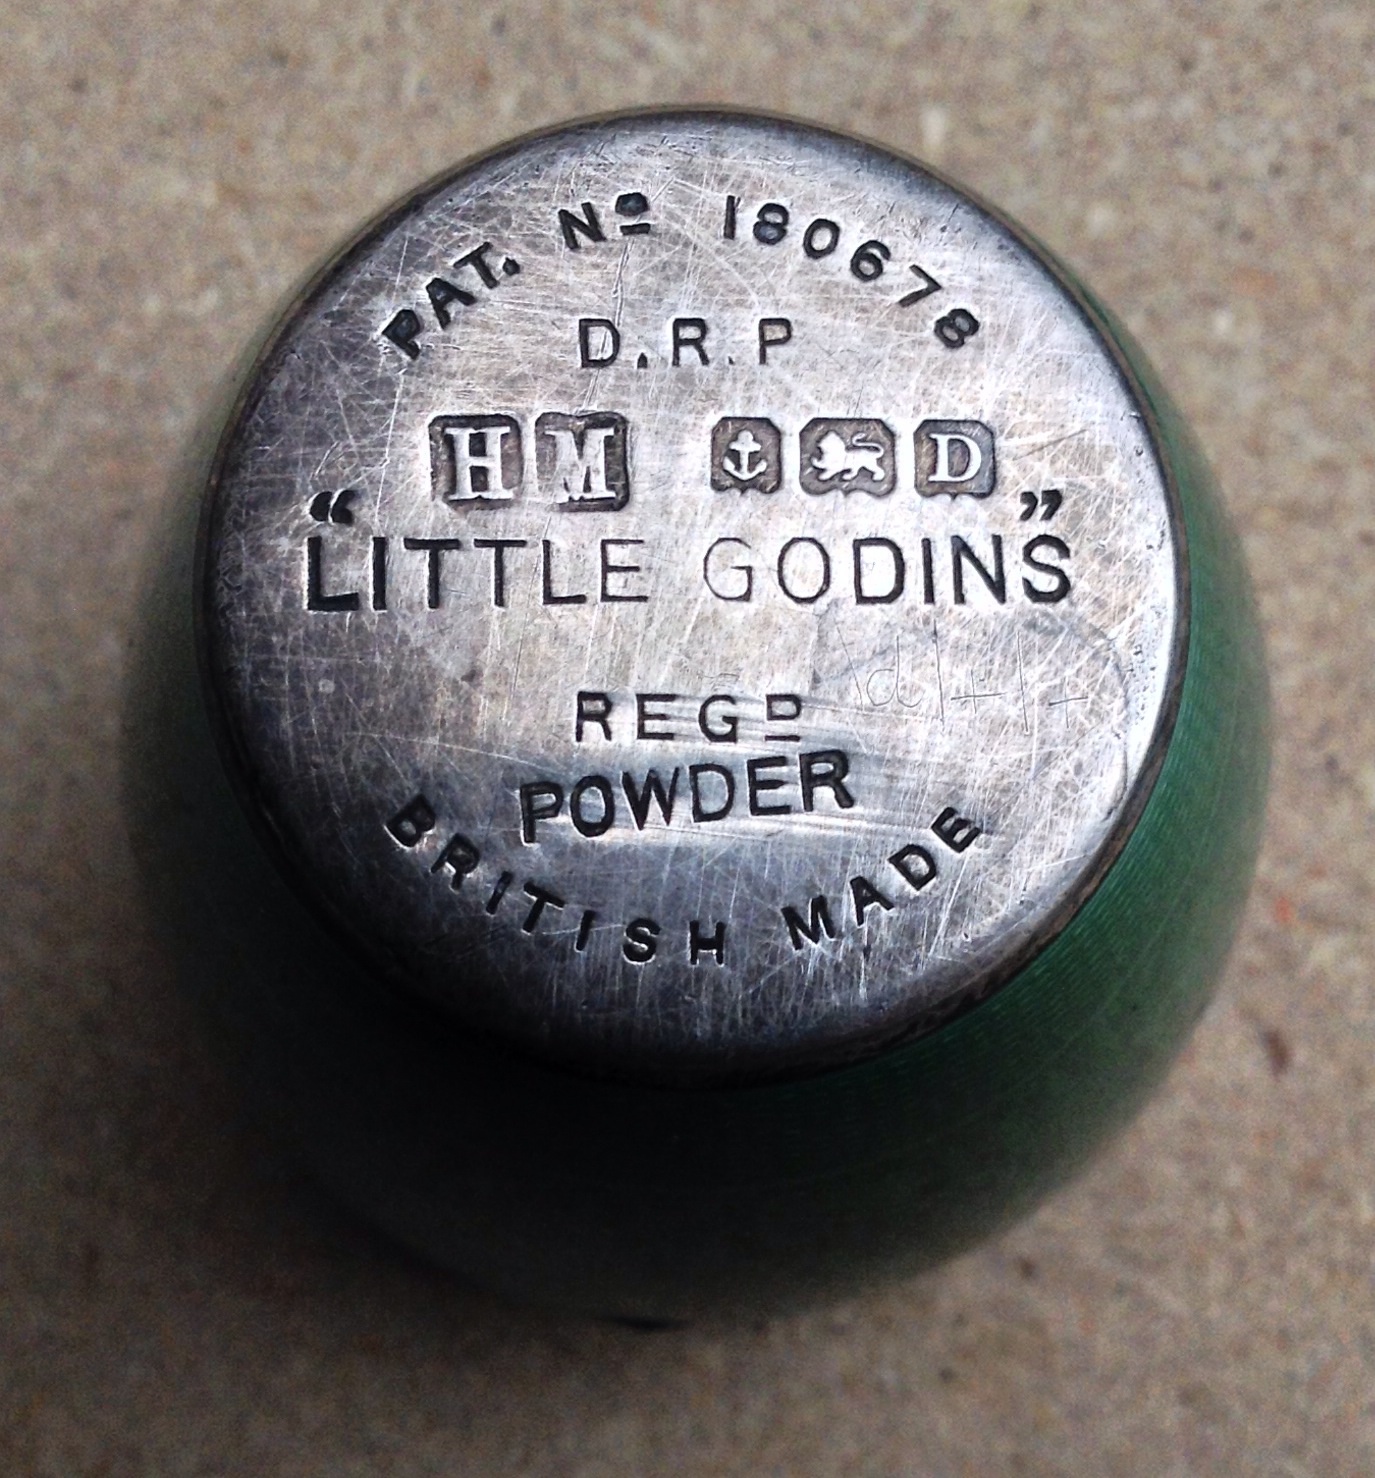 PAT. Nº 180678
D.R.P
HM D
“LITTLE GODINS”
REGD
POWDER
BRITISH MADE